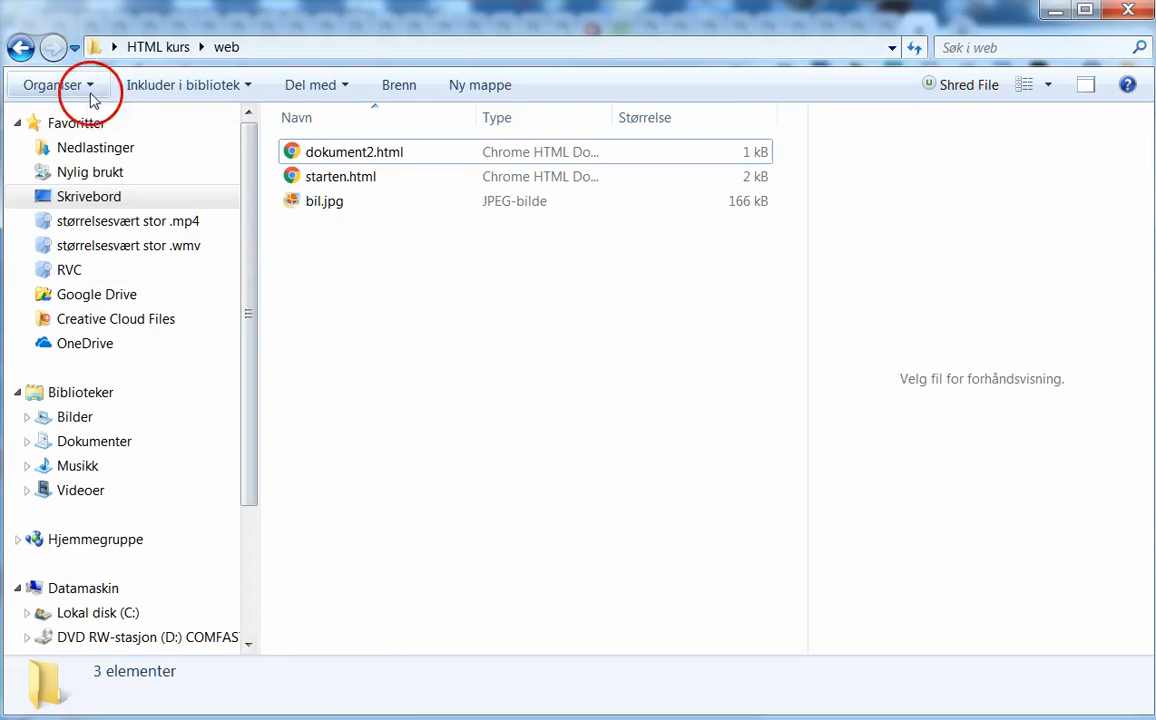 HTML kurs web
Søk i web
Organiser Inkluder i bibliotek Del med Brenn Ny mappe Shred File
Favoritter
Nedlastinger
Nylig brukt
Skrivebord
størrelsesvært stor .mp4
størrelsesvært stor .wmv
RVC
Google Drive
Creative Cloud Files
OneDrive
Biblioteker
Bilder
Dokumenter
Musikk
Videoer
Hjemmegruppe
Datamaskin
Lokal disk (C:)
DVD RW-stasjon (D:) COMFAS
Navn Type Størrelse
dokument2.html Chrome HTML Do... 1 kB
starten.html Chrome HTML Do... 2 kB
bil.jpg JPEG-bilde 166 kB
Velg fil for forhåndsvisning.
3 elementer